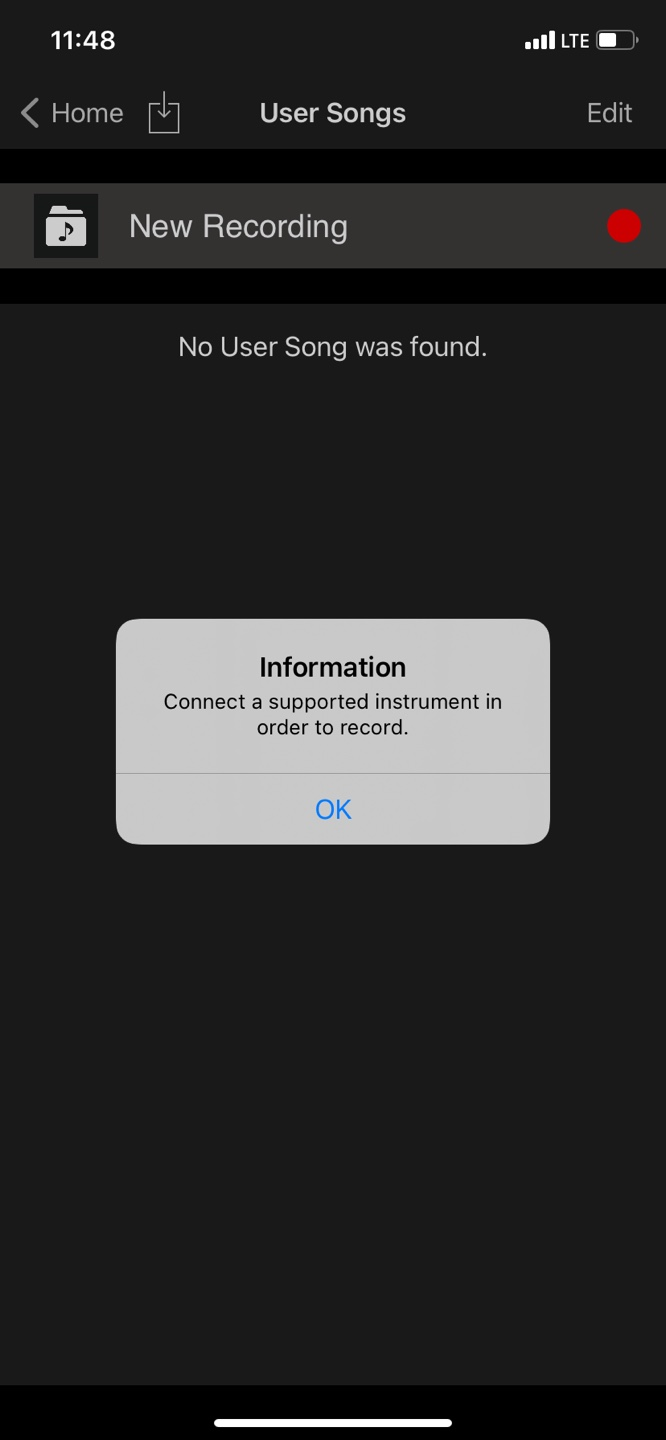 11:48
LTE
Home
User Songs
Edit
New Recording
No User Song was found.
Information
Connect a supported instrument in
order to record.
OK